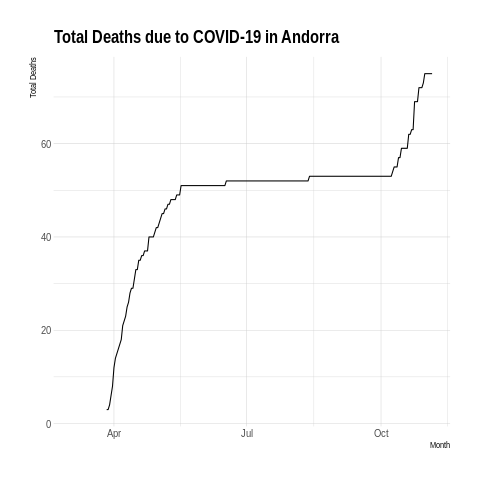 Total Deaths due to COVID-19 in Andorra
Total Deaths
60
40
20
0
Apr
Jul
Oct
Month